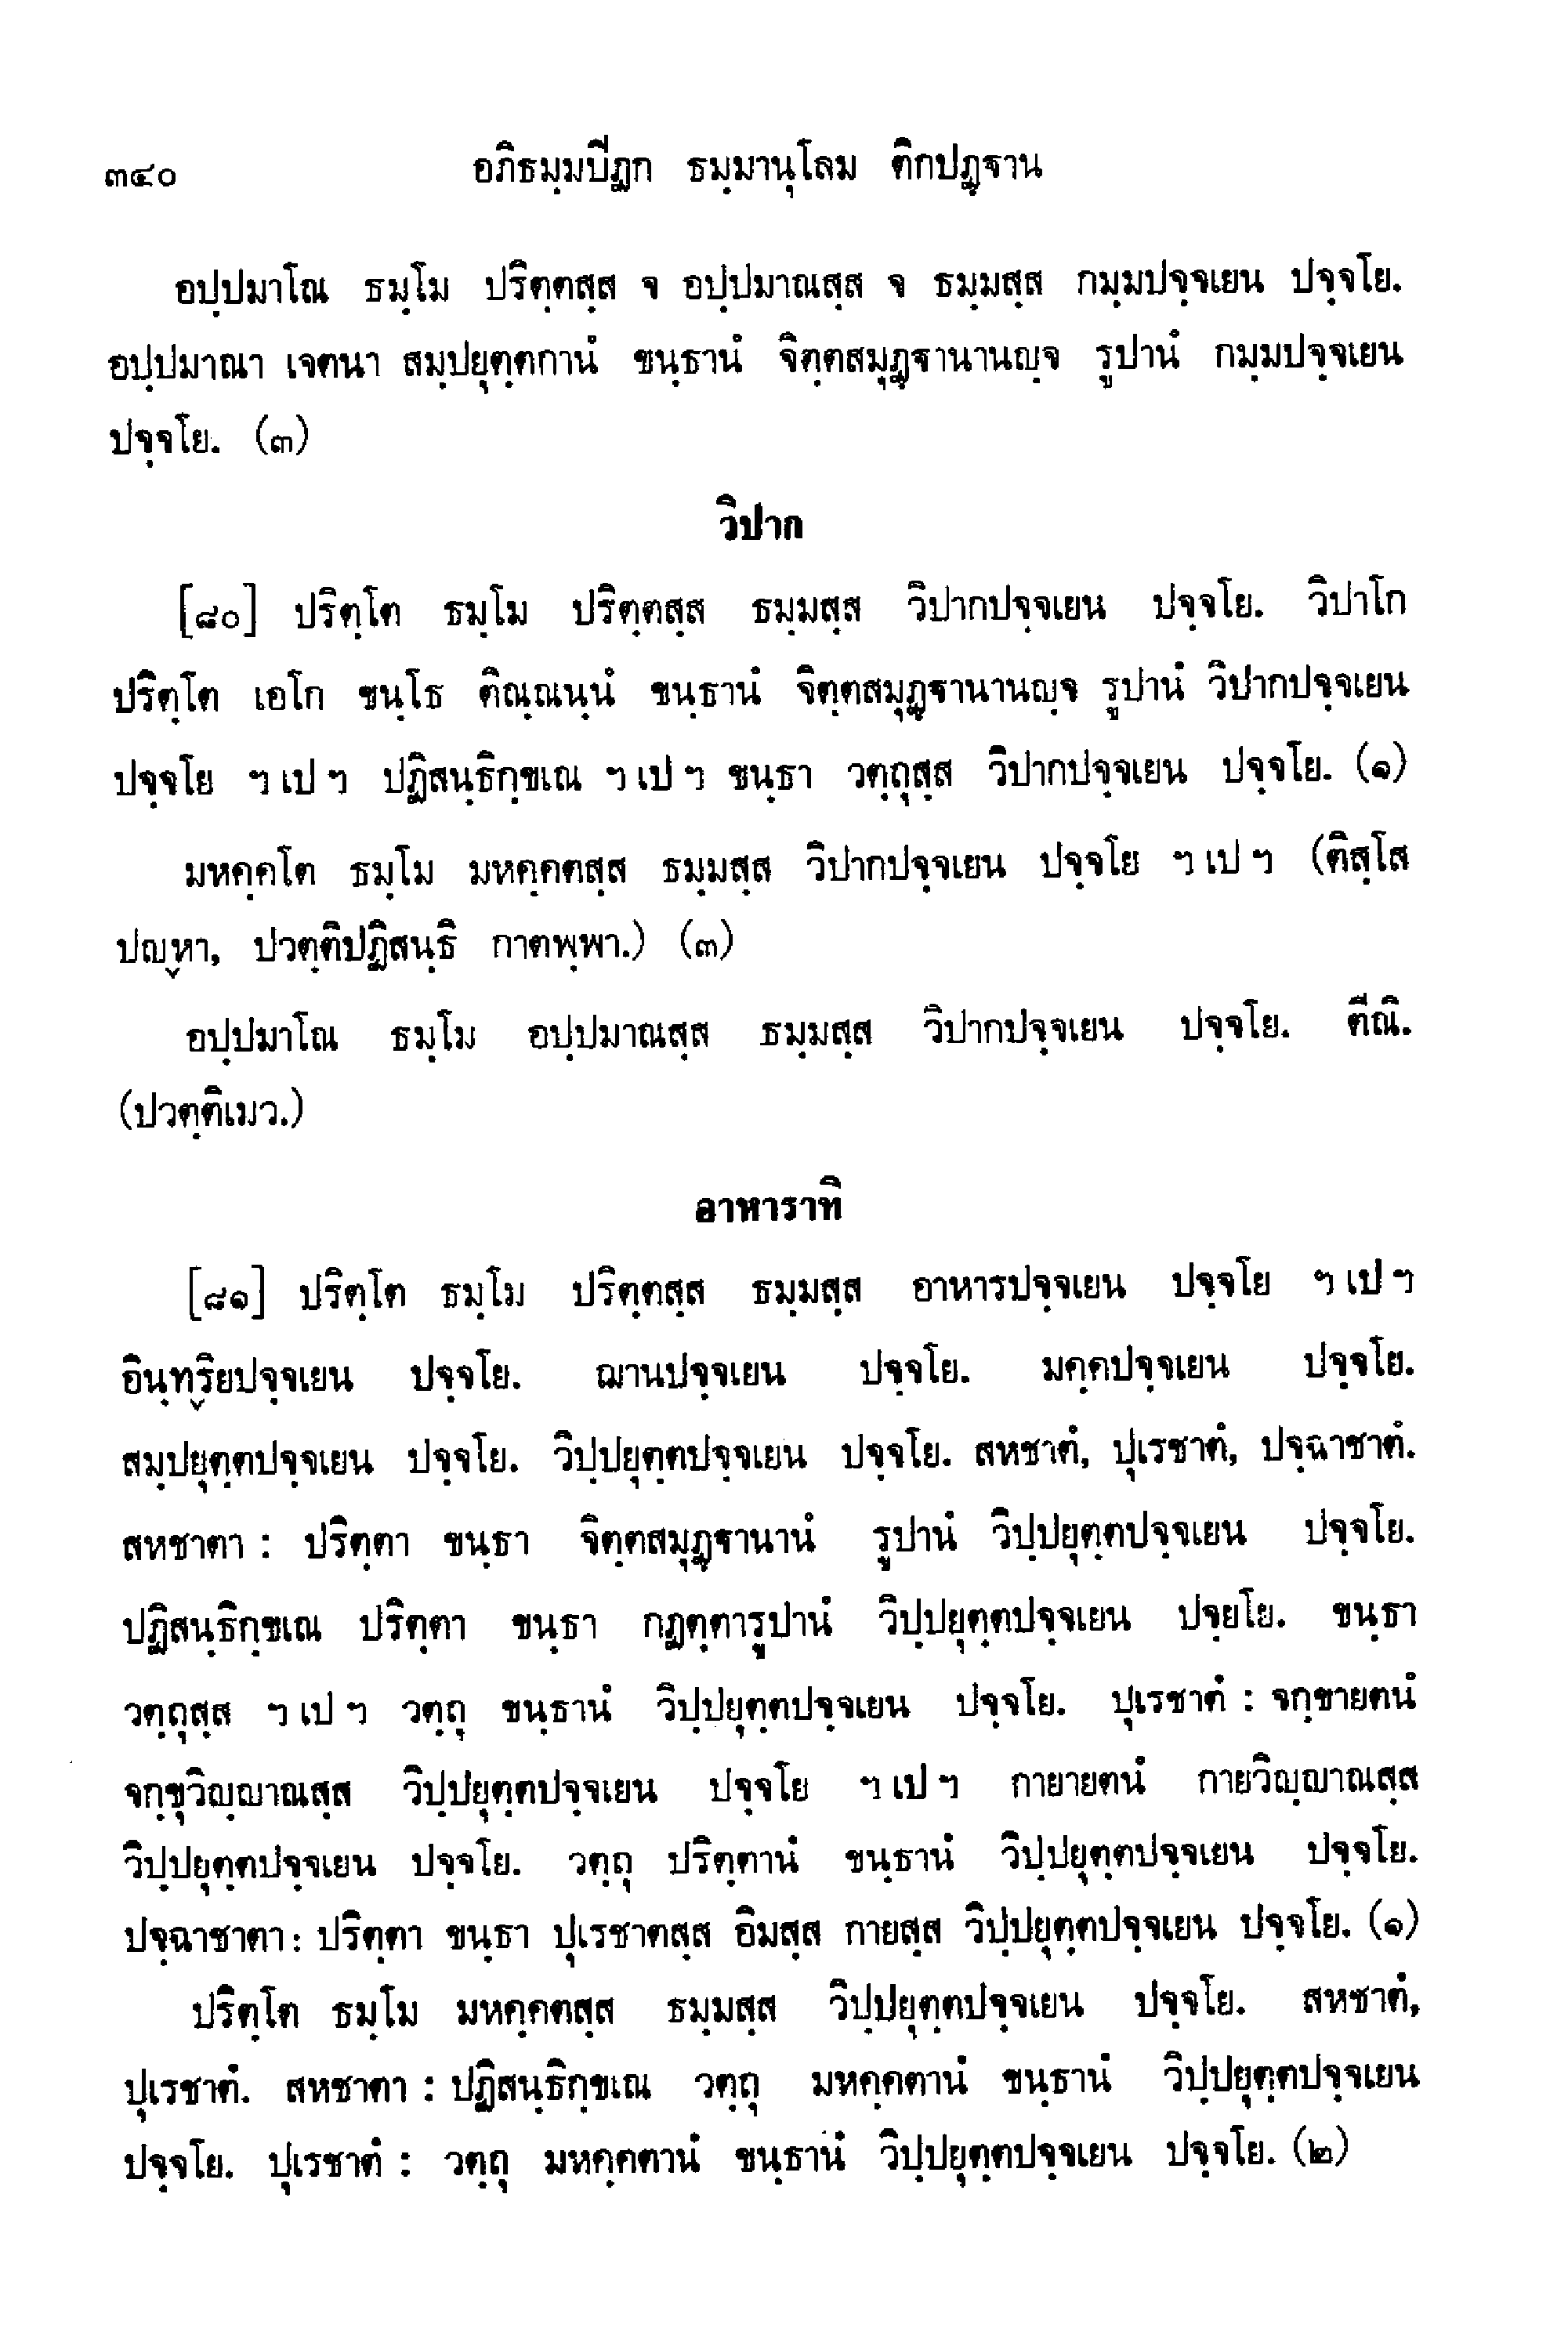 ๓๔๐ อภิธมฺมปีฏก ธมฺมานุโลม ติกปฏฺฐาน
อปฺปมาโณ ธมฺโม ปริตฺตสฺส จ อปฺปมาณสฺส จ ธมฺมสฺส กมฺมปจฺจเยน ปจฺจโย.
อปฺปมาณา เจตนา สมฺปยุตฺตกานํ ขนฺธานํ จิตฺตสมุฏฺฐานานญฺจ รูปานํ กมฺมปจฺจเยน
ปจฺจโย. (๓)
วิปาก
[๘๐] ปริตฺโต ธมฺโม ปริตฺตสฺส ธมฺมสฺส วิปากปจฺจเยน ปจฺจโย. วิปาโก
ปริตฺโต เอโก ขนฺโธ ติณฺณนฺนํ ขนฺธานํ จิตฺตสมุฏฺฐานานญฺจ รูปานํ วิปากปจฺจเยน
ปจฺจโย ฯ เป ฯ ปฏิสนฺธิกฺขเณ ฯ เป ฯ ขนฺธา วตฺถุสฺส วิปากปจฺจเยน ปจฺจโย. (๑)
มหคฺคโต ธมฺโม มหคฺคตสฺส ธมฺมสฺส วิปากปจฺจเยน ปจฺจโย ฯ เป ฯ (ติสฺโส
ปญฺหา, ปวตฺติปฏิสนฺธิ กาตพฺพา.) (๓)
อปฺปมาโณ ธมฺโม อปฺปมาณสฺส ธมฺมสฺส วิปากปจฺจเยน ปจฺจโย. ตีณิ.
(ปวตฺติเมว.)
อาหาราทิ
[๘๑] ปริตฺโต ธมฺโม ปริตฺตสฺส ธมฺมสฺส อาหารปจฺจเยน ปจฺจโย ฯ เป ฯ
อินฺทฺริยปจฺจเยน ปจฺจโย. ฌานปจฺจเยน ปจฺจโย. มคฺคปจฺจเยน ปจฺจโย.
สมฺปยุตฺตปจฺจเยน ปจฺจโย. วิปฺปยุตฺตปจฺจเยน ปจฺจโย. สหชาตํ, ปุเรชาตํ, ปจฺฉาชาตํ.
สหชาตา : ปริตฺตา ขนฺธา จิตฺตสมุฏฺฐานานํ รูปานํ วิปฺปยุตฺตปจฺจเยน ปจฺจโย.
ปฏิสนฺธิกฺขเณ ปริตฺตา ขนฺธา กฏตฺตารูปานํ วิปฺปยุตฺตปจฺจเยน ปจฺยโย. ขนฺธา
วตฺถุสฺส ฯ เป ฯ วตฺถุ ขนฺธานํ วิปฺปยุตฺตปจฺจเยน ปจฺจโย. ปุเรชาตํ : จกฺขายตนํ
จกฺขุวิญฺญาณสฺส วิปฺปยุตฺตปจฺจเยน ปจฺจโย ฯ เป ฯ กายายตนํ กายวิญฺญาณสฺส
วิปฺปยุตฺตปจฺจเยน ปจฺจโย. วตฺถุ ปริตฺตานํ ขนฺธานํ วิปฺปยุตฺตปจฺจเยน ปจฺจโย.
ปจฺฉาชาตา : ปริตฺตา ขนฺธา ปุเรชาตสฺส อิมสฺส กายสฺส วิปฺปยุตฺตปจฺจเยน ปจฺจโย. (๑)
ปริตฺโต ธมฺโม มหคฺคตสฺส ธมฺมสฺส วิปฺปยุตฺตปจฺจเยน ปจฺจโย. สหชาตํ,
ปุเรชาตํ. สหชาตา : ปฏิสนฺธิกฺขเณ วตฺถุ มหคฺคตานํ ขนฺธานํ วิปฺปยุตฺตปจฺจเยน
ปจฺจโย. ปุเรชาตํ : วตฺถุ มหคฺคตานํ ขนฺธานํ วิปฺปยุตฺตปจฺจเยน ปจฺจโย. (๒)